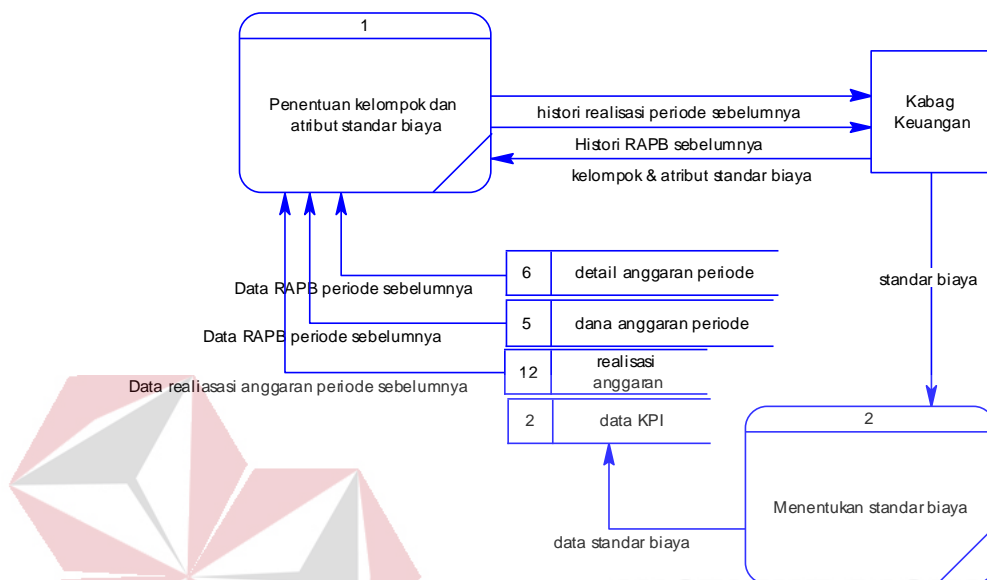 1
Penentuan kelompok dan
atribut standar biaya
histori realisasi periode sebelumnya
Histori RAPB sebelumnya
kelompok & atribut standar biaya
Kabag
Keuangan
6
detail anggaran periode
Data RAPB periode sebelumnya
standar biaya
5
dana anggaran periode
Data RAPB periode sebelumnya
12
realisasi
anggaran
Data realiasasi anggaran periode sebelumnya
2
data KPI
2
Menentukan standar biaya
data standar biaya